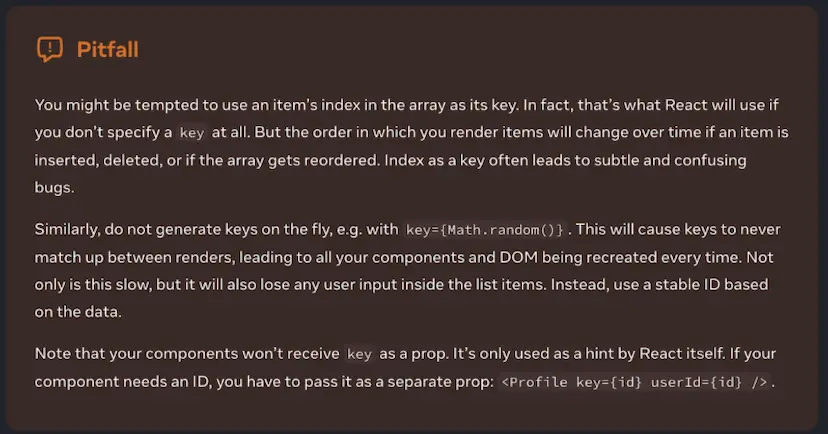 Pitfall
You might be tempted to use an item’s index in the array as its key. In fact, that’s what React will use if
you don’t specify a key at all. But the order in which you render items will change over time if an item is
inserted, deleted, or if the array gets reordered. Index as a key often leads to subtle and confusing
bugs.
Similarly, do not generate keys on the fly, e.g. with key={Math.random()}. This will cause keys to never
match up between renders, leading to all your components and DOM being recreated every time. Not
only is this slow, but it will also lose any user input inside the list items. Instead, use a stable ID based
on the data.
Note that your components won’t receive key as a prop. It’s only used as a hint by React itself. If your
component needs an ID, you have to pass it as a separate prop: <Profile key={id} userId={id} />.